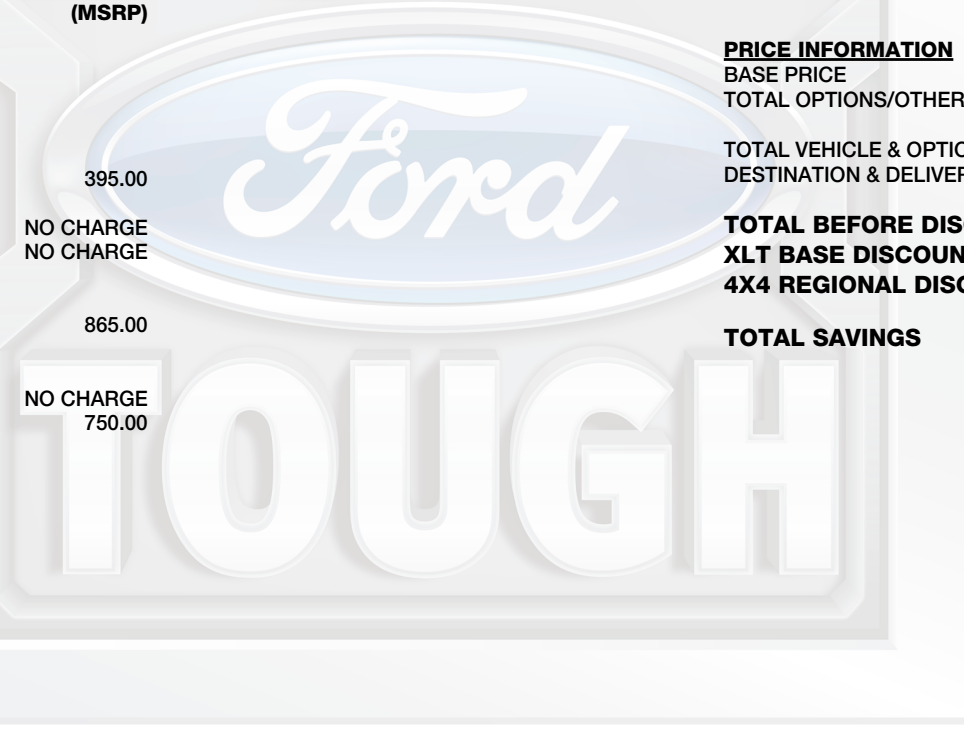 (MSRP)
395.00
NO CHARGE
NO CHARGE
865.00
NO CHARGE
750.00
PRICE INFORMATION
BASE PRICE
TOTAL OPTIONS/OTHER
TOTAL VEHICLE & OPTIO
DESTINATION & DELIVER
TOTAL BEFORE DIS
XLT BASE DISCOUN
4X4 REGIONAL DISC
TOTAL SAVINGS
Ford
TOUGH